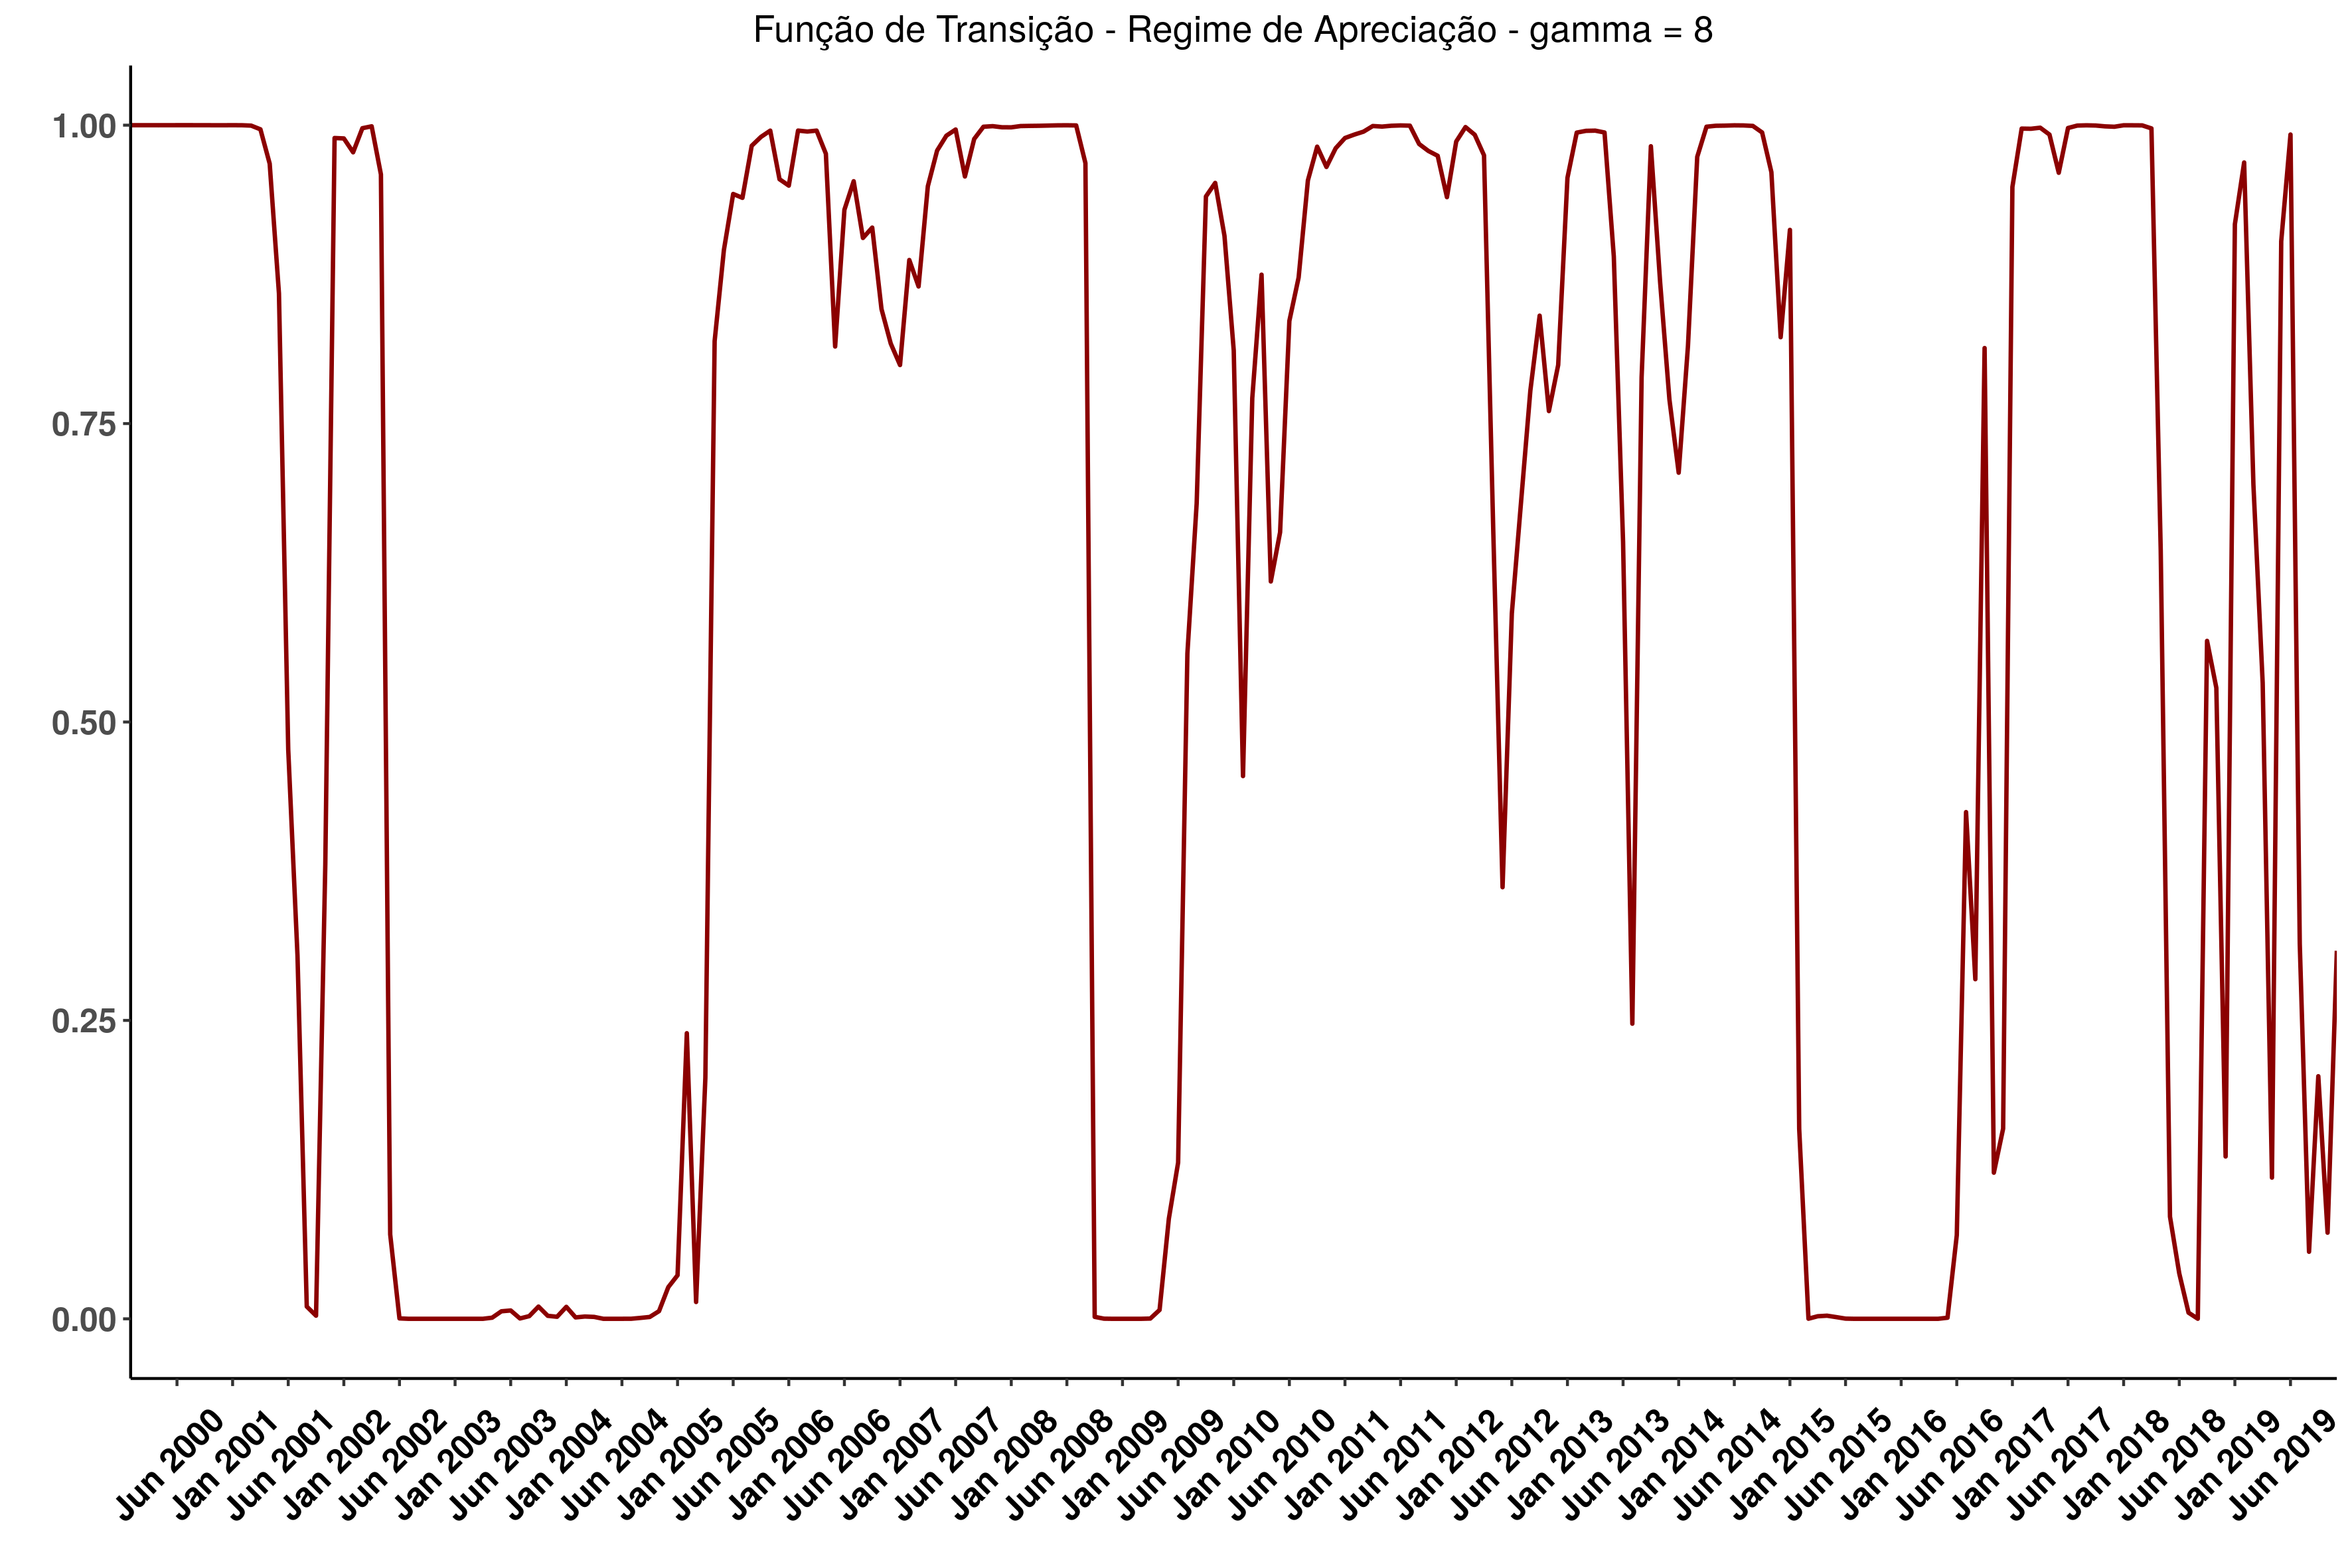 Função de Transição - Regime de Apreciação - gamma = 8
1.00
0.75
0.50
0.25
0.00
Jun 2000
Jan 2001
Jun 2001
Jan 2002
Jun 2002
Jan 2003
Jun 2003
Jan 2004
Jun 2004
Jan 2005
Jun 2005
Jan 2006
Jun 2006
Jan 2007
Jun 2007
Jan 2008
Jun 2008
Jan 2009
Jun 2009
Jan 2010
Jun 2010
Jan 2011
Jun 2011
Jan 2012
Jun 2012
Jan 2013
Jun 2013
Jan 2014
Jun 2014
Jan 2015
Jun 2015
Jan 2016
Jun 2016
Jan 2017
Jun 2017
Jan 2018
Jun 2018
Jan 2019
Jun 2019